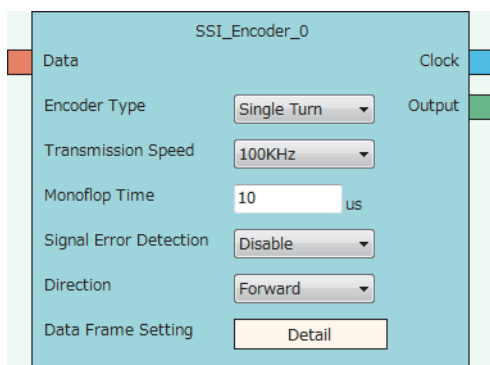 SSI_Encoder_0
Data Clock
Encoder Type Single Turn Output
Transmission Speed 100KHz
Monoflop Time 10 us
Signal Error Detection Disable
Direction Forward
Data Frame Setting Detail